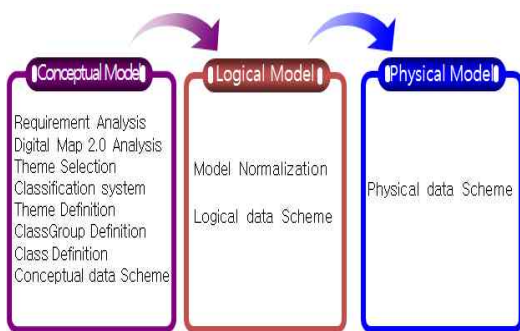 Conceptual Model
Requirement Analysis
Digital Map 2.0 Analysis
Theme Selection
Classification system
Theme Definition
ClassGroup Definition
Class Definition
Conceptual data Scheme
Logical Model
Model Normalization
Logical data Scheme
Physical Model
Physical data Scheme